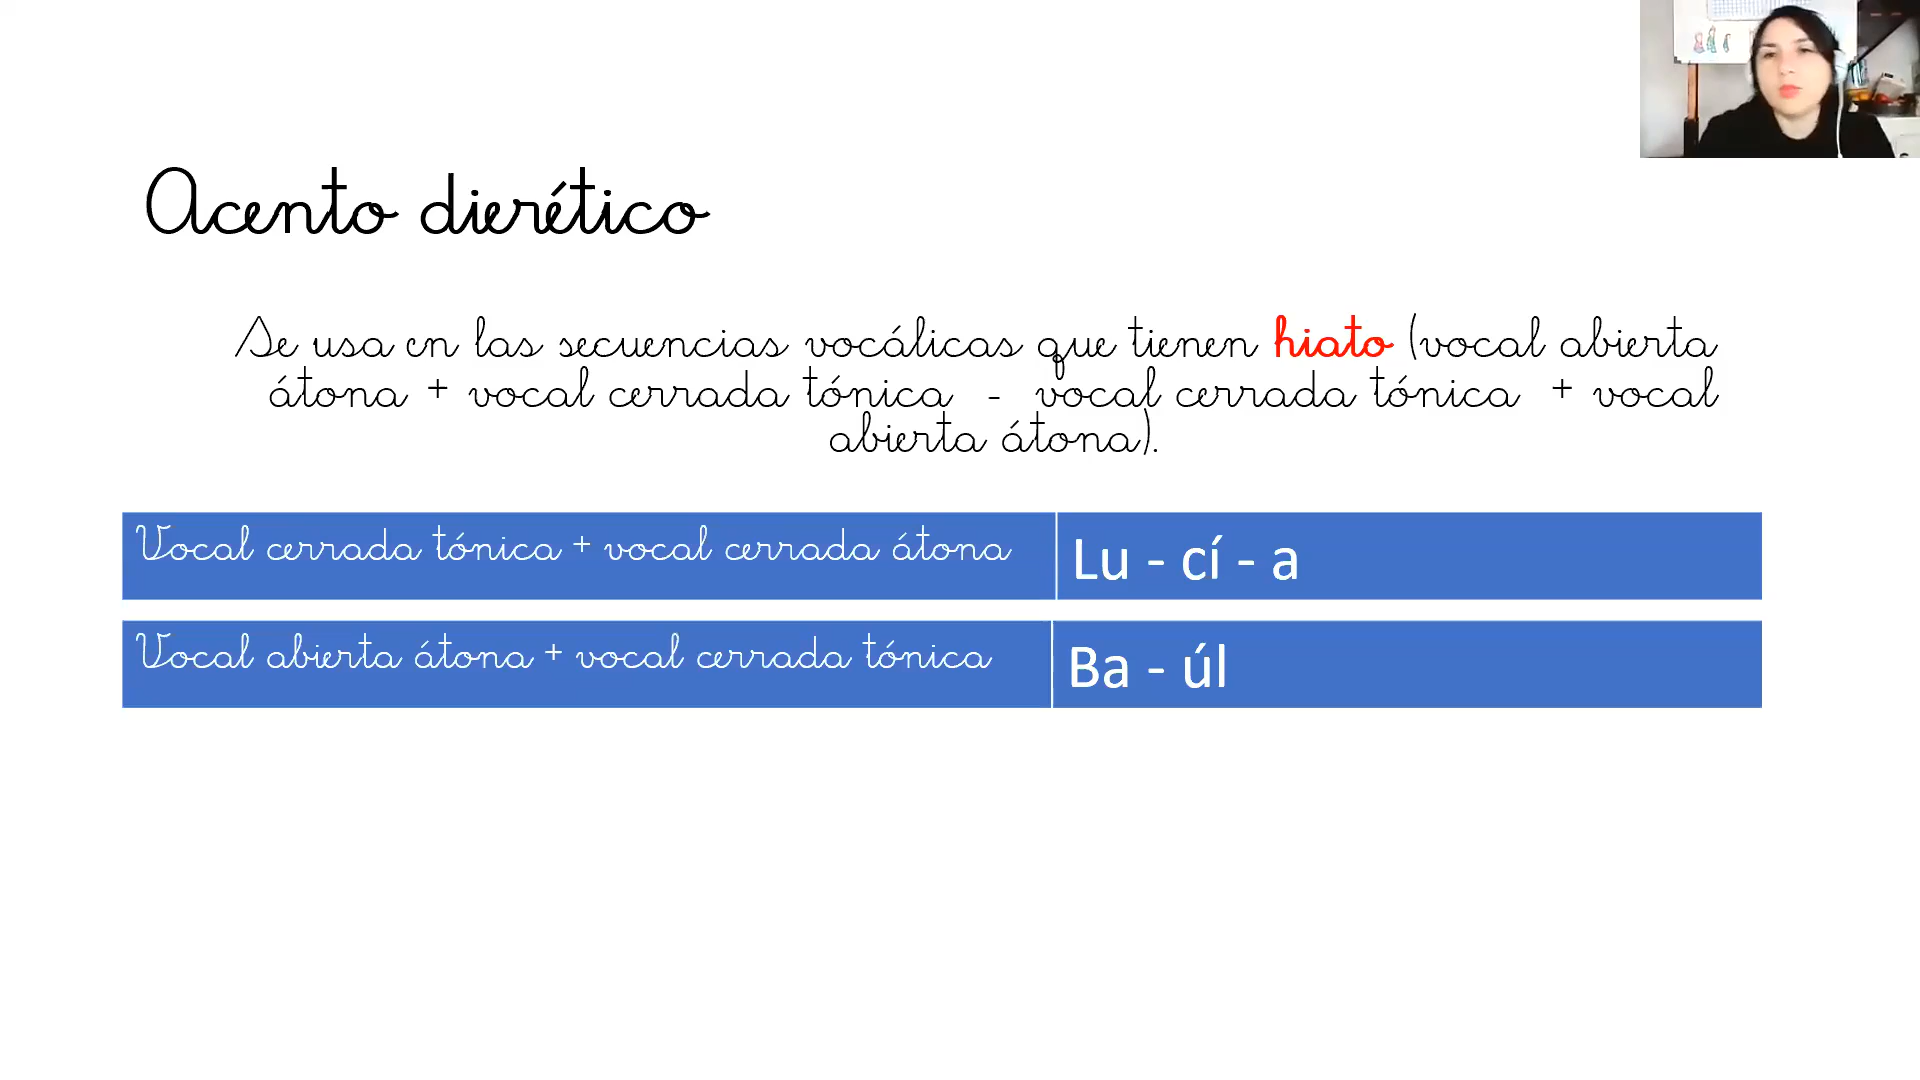 Acento dierético
Se usa en las secuencias vocálicas que tienen hiato (vocal abierta
átona + vocal cerrada tónica - vocal cerrada tónica + vocal
abierta átona).
Vocal cerrada tónica + vocal cerrada átona
Lu - cí - a
Vocal abierta átona + vocal cerrada tónica
Ba - úl